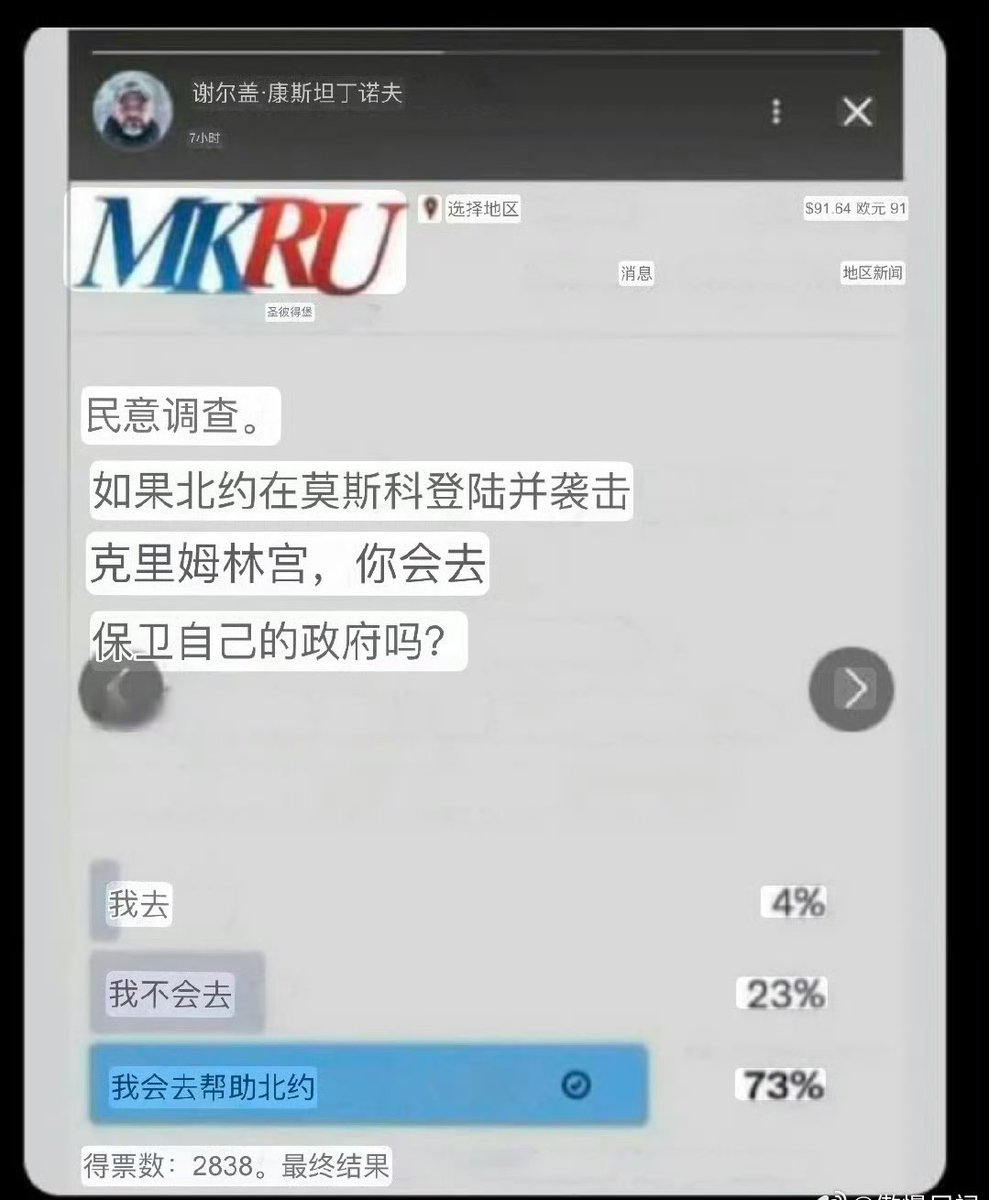 谢尔盖·康斯坦丁诺夫
7小时
MKRU
选择地区
$91.64 欧元 91
消息
地区新闻
圣彼得堡
民意调查。
如果北约在莫斯科登陆并袭击
克里姆林宫，你会去
保卫自己的政府吗？
我去 4%
我不会去 23%
我会去帮助北约 73%
得票数：2838。最终结果